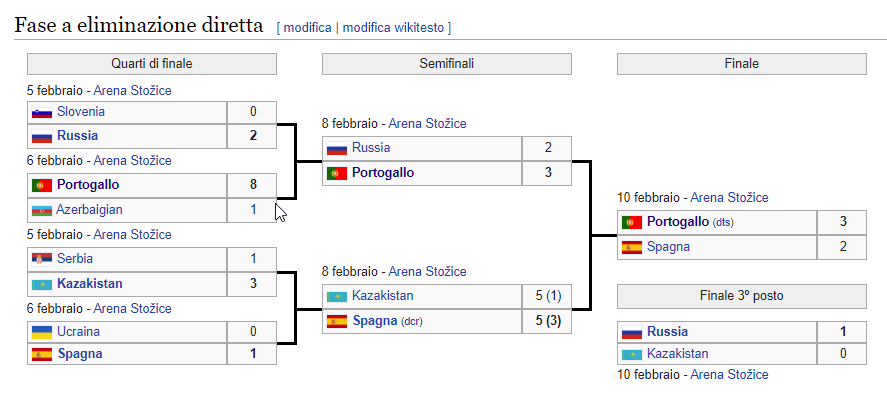 Fase a eliminazione diretta [ modifica | modifica wikitesto ]
Quarti di finale
5 febbraio - Arena Stožice
Slovenia 0
Russia 2
6 febbraio - Arena Stožice
Portogallo 8
Azerbaigian 1
5 febbraio - Arena Stožice
Serbia 1
Kazakistan 3
6 febbraio - Arena Stožice
Ucraina 0
Spagna 1
Semifinali
8 febbraio - Arena Stožice
Russia 2
Portogallo 3
8 febbraio - Arena Stožice
Kazakistan 5 (1)
Spagna (dcr) 5 (3)
Finale
10 febbraio - Arena Stožice
Portogallo (dts) 3
Spagna 2
Finale 3º posto
Russia 1
Kazakistan 0
10 febbraio - Arena Stožice